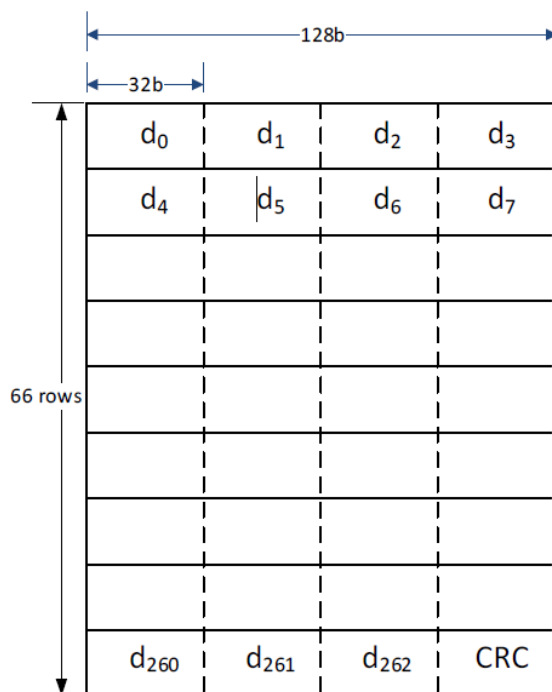 128b
32b
d₀ d₁ d₂ d₃
d₄ d₅ d₆ d₇
66 rows
d₂₆₀ d₂₆₁ d₂₆₂ CRC